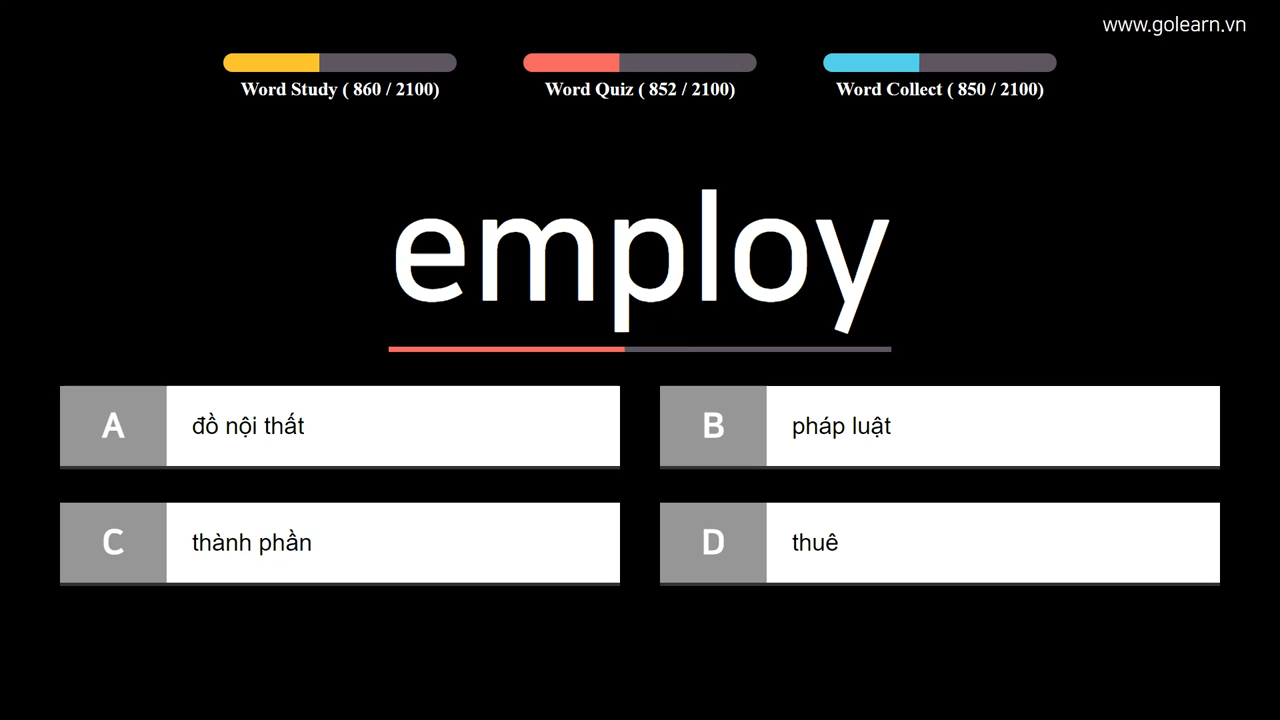 www.golearn.vn
Word Study ( 860 / 2100)
Word Quiz ( 852 / 2100)
Word Collect ( 850 / 2100)
employ
A đồ nội thất
B pháp luật
C thành phần
D thuê